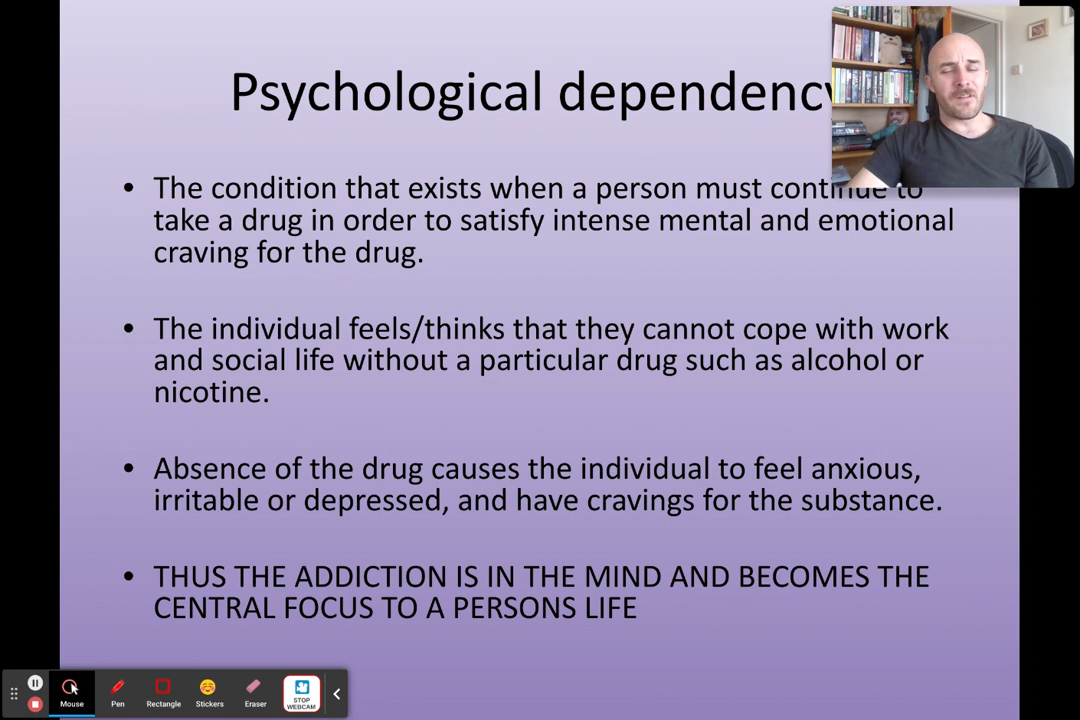 Psychological dependency
• The condition that exists when a person must continue to
take a drug in order to satisfy intense mental and emotional
craving for the drug.
• The individual feels/thinks that they cannot cope with work
and social life without a particular drug such as alcohol or
nicotine.
• Absence of the drug causes the individual to feel anxious,
irritable or depressed, and have cravings for the substance.
• THUS THE ADDICTION IS IN THE MIND AND BECOMES THE
CENTRAL FOCUS TO A PERSONS LIFE
Mouse
Pen
Rectangle
Stickers
Eraser
STOP
WEBCAM